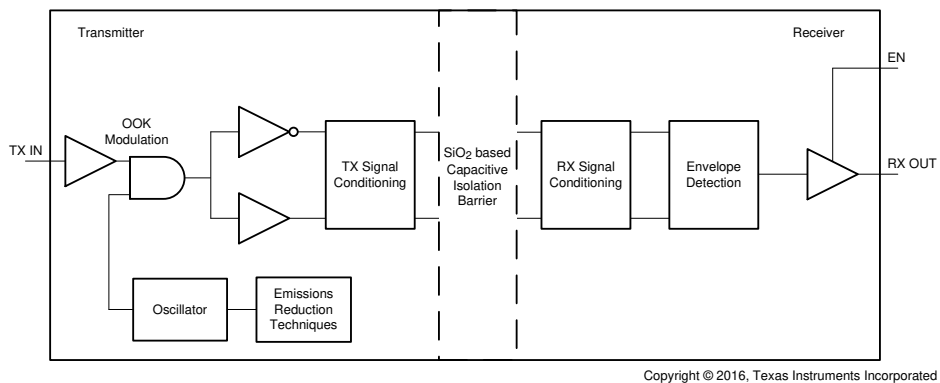 Transmitter
Receiver
EN
OOK
Modulation
TX IN
TX Signal
Conditioning
SiO2 based
Capacitive
Isolation
Barrier
RX Signal
Conditioning
Envelope
Detection
RX OUT
Oscillator
Emissions
Reduction
Techniques
Copyright © 2016, Texas Instruments Incorporated